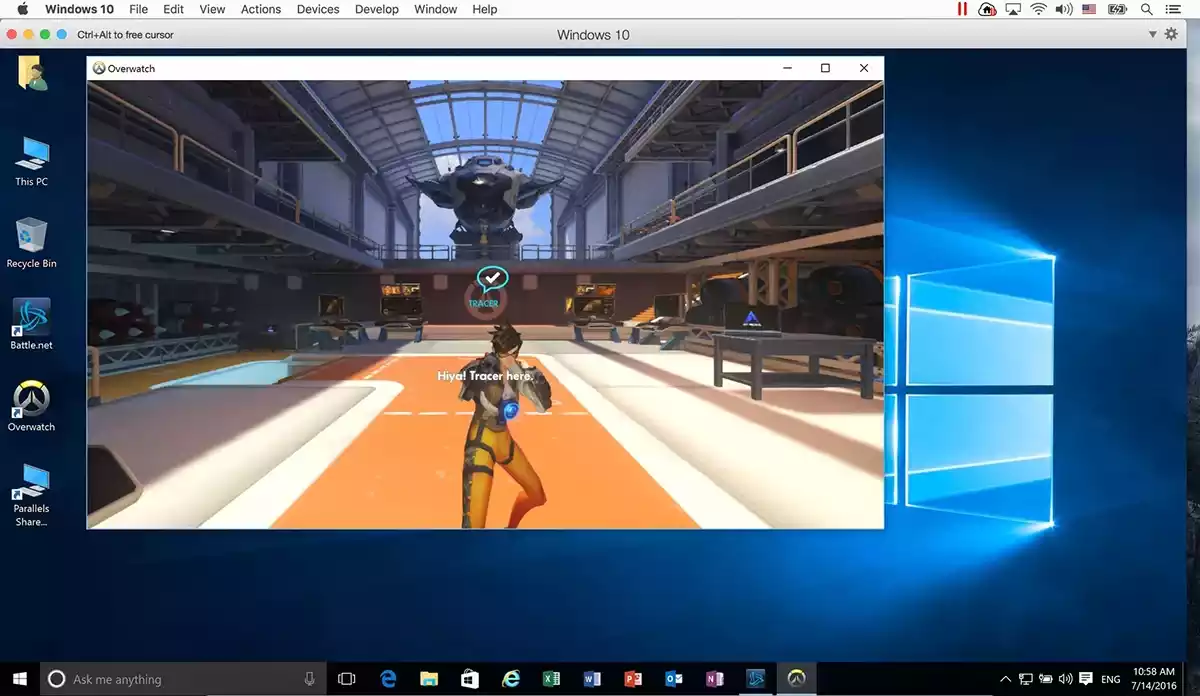 Windows 10 File Edit View Actions Devices Develop Window Help
Ctrl+Alt to free cursor
Windows 10
Overwatch
This PC
Recycle Bin
Battle.net
Overwatch
Parallels
Share...
TRACER
Hiya! Tracer here.
Ask me anything
ENG
10:58 AM
7/14/2016